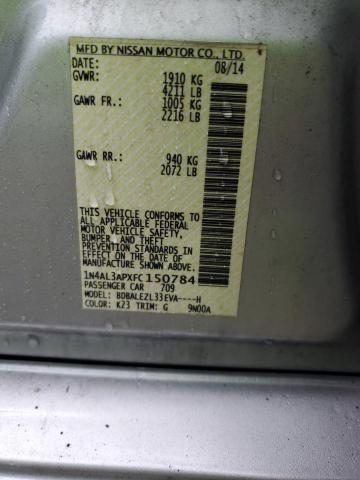 MFD BY NISSAN MOTOR CO., LTD.
DATE: 08/14
GVWR: 1910 KG
4211 LB
GAWR FR.: 1005 KG
2216 LB
GAWR RR.: 940 KG
2072 LB
THIS VEHICLE CONFORMS TO
ALL APPLICABLE FEDERAL
MOTOR VEHICLE SAFETY,
BUMPER, AND THEFT
PREVENTION STANDARDS IN
EFFECT ON THE DATE OF
MANUFACTURE SHOWN ABOVE.
1N4AL3APXFC150784
PASSENGER CAR 709
MODEL: BDBALEZL33EVA----H
COLOR: K23 TRIM: G 9N00A